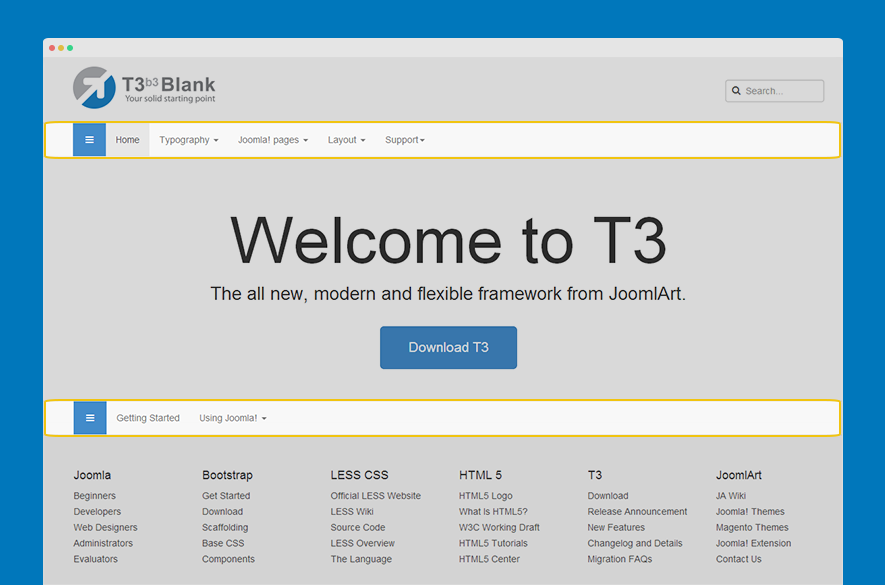 T3b3 Blank
Your solid starting point
Search...
Home Typography Joomla! pages Layout Support
Welcome to T3
The all new, modern and flexible framework from JoomlArt.
Download T3
Getting Started Using Joomla!
Joomla Bootstrap LESS CSS HTML 5 T3 JoomlArt
Beginners Get Started Official LESS Website HTML5 Logo Download JA Wiki
Developers Download LESS Wiki What Is HTML5? Release Announcement Joomla! Themes
Web Designers Scaffolding Source Code W3C Working Draft New Features Magento Themes
Administrators Base CSS LESS Overview HTML5 Tutorials Changelog and Details Joomla! Extension
Evaluators Components The Language HTML5 Center Migration FAQs Contact Us